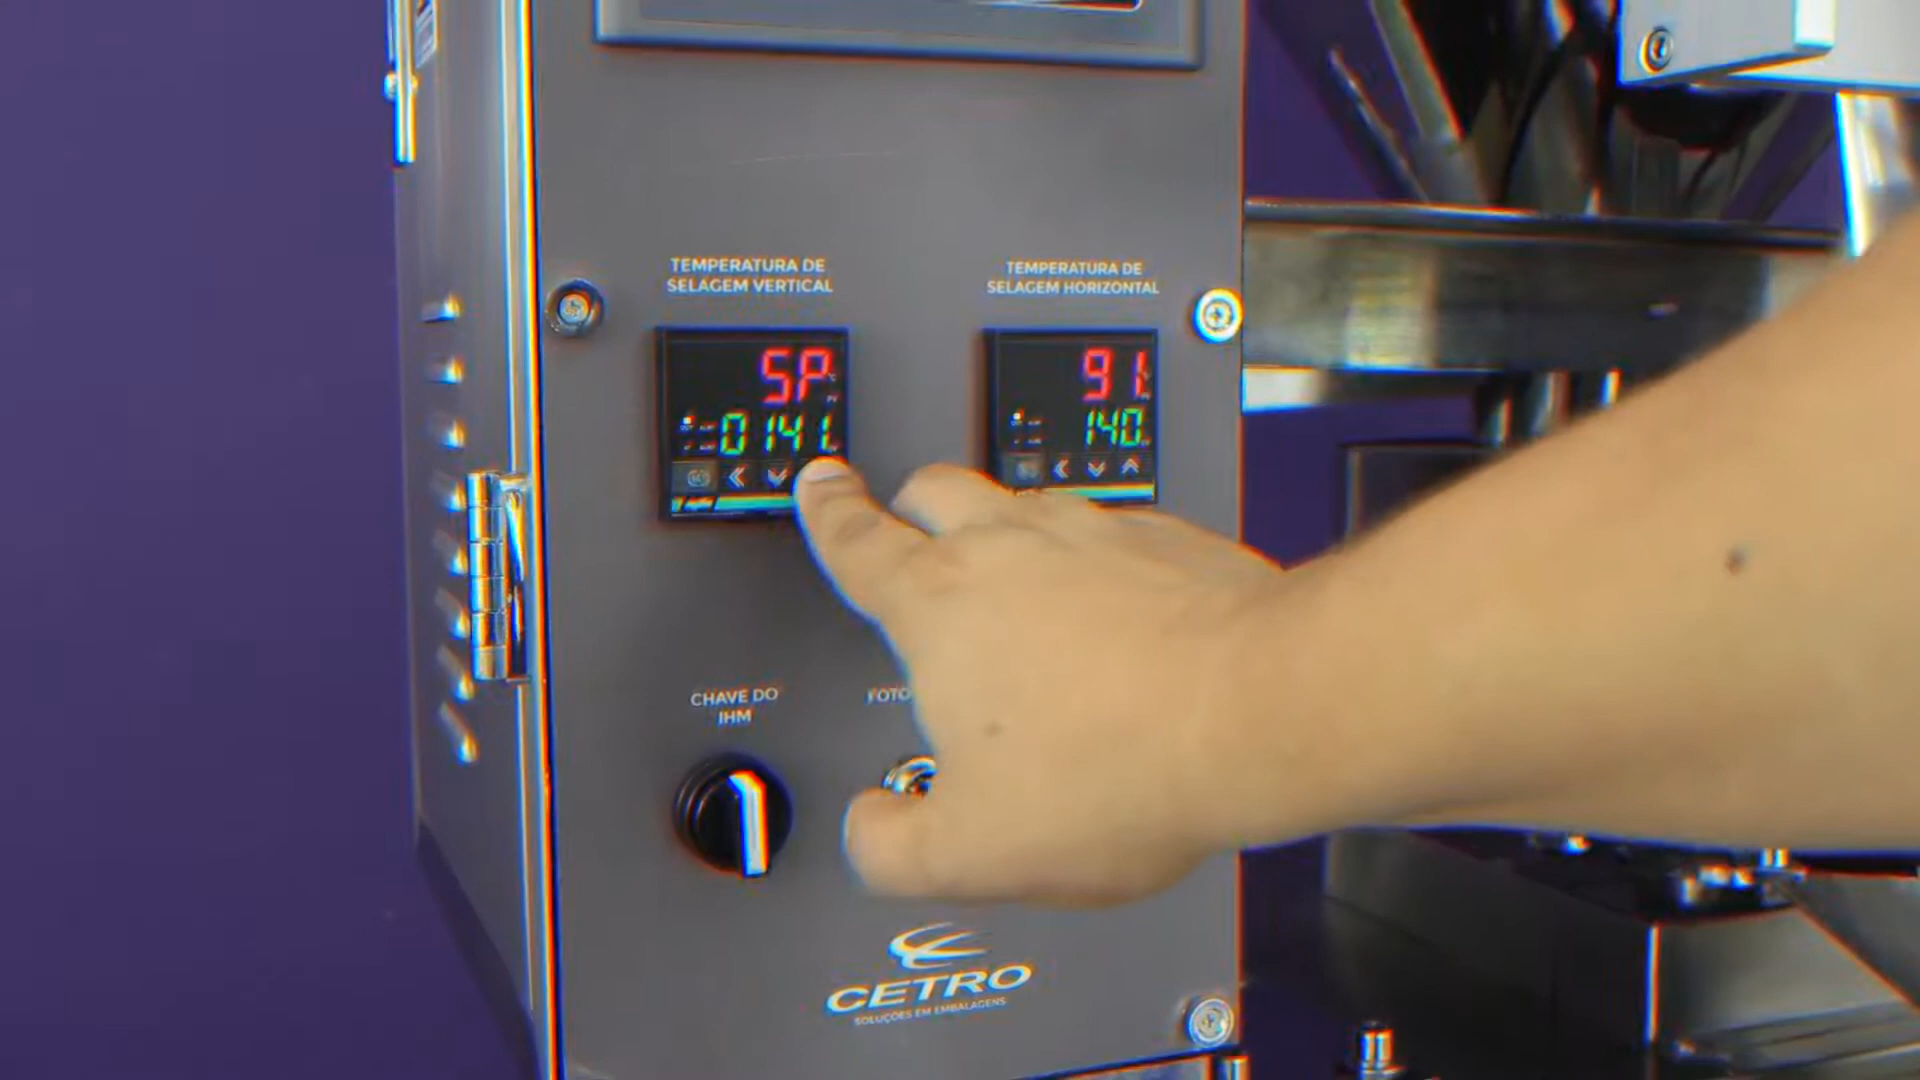 TEMPERATURA DE
SELAGEM VERTICAL
TEMPERATURA DE
SELAGEM HORIZONTAL
SP
0141
91
140
CHAVE DO
IHM
FOTO
CETRO
SOLUÇÕES EM EMBALAGENS